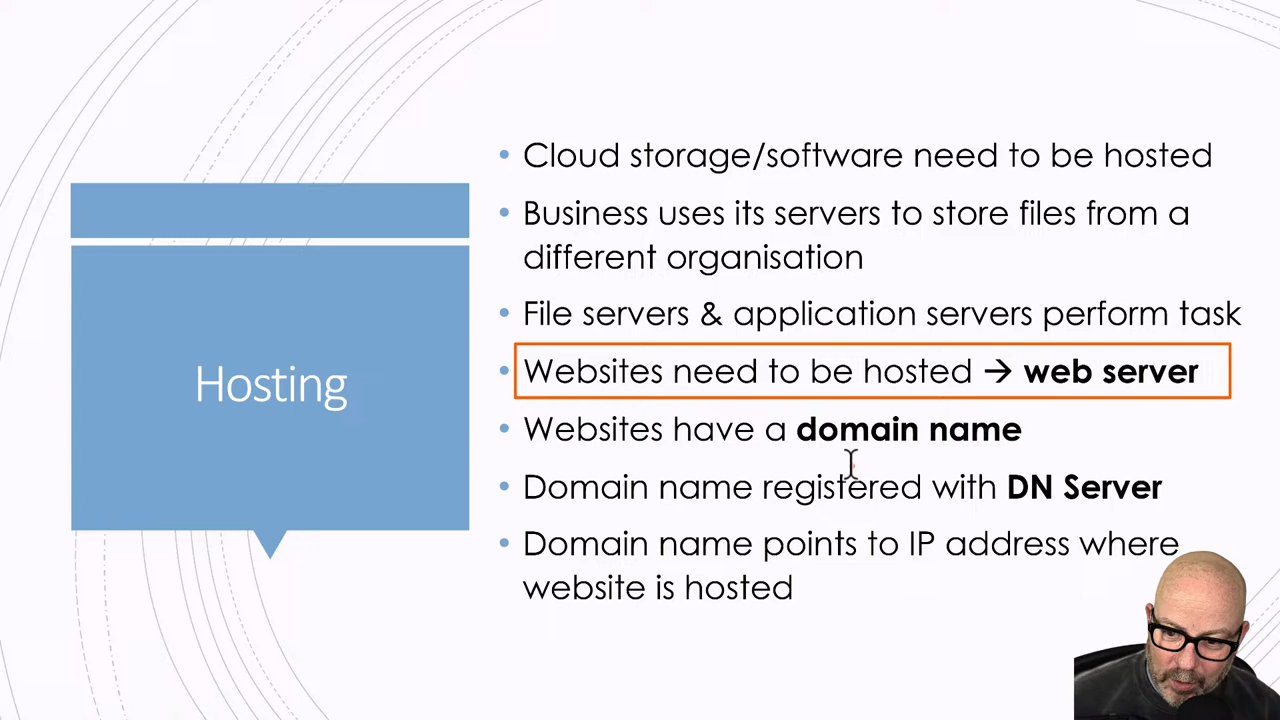 Hosting
Cloud storage/software need to be hosted
Business uses its servers to store files from a
different organisation
File servers & application servers perform task
Websites need to be hosted → web server
Websites have a domain name
Domain name registered with DN Server
Domain name points to IP address where
website is hosted